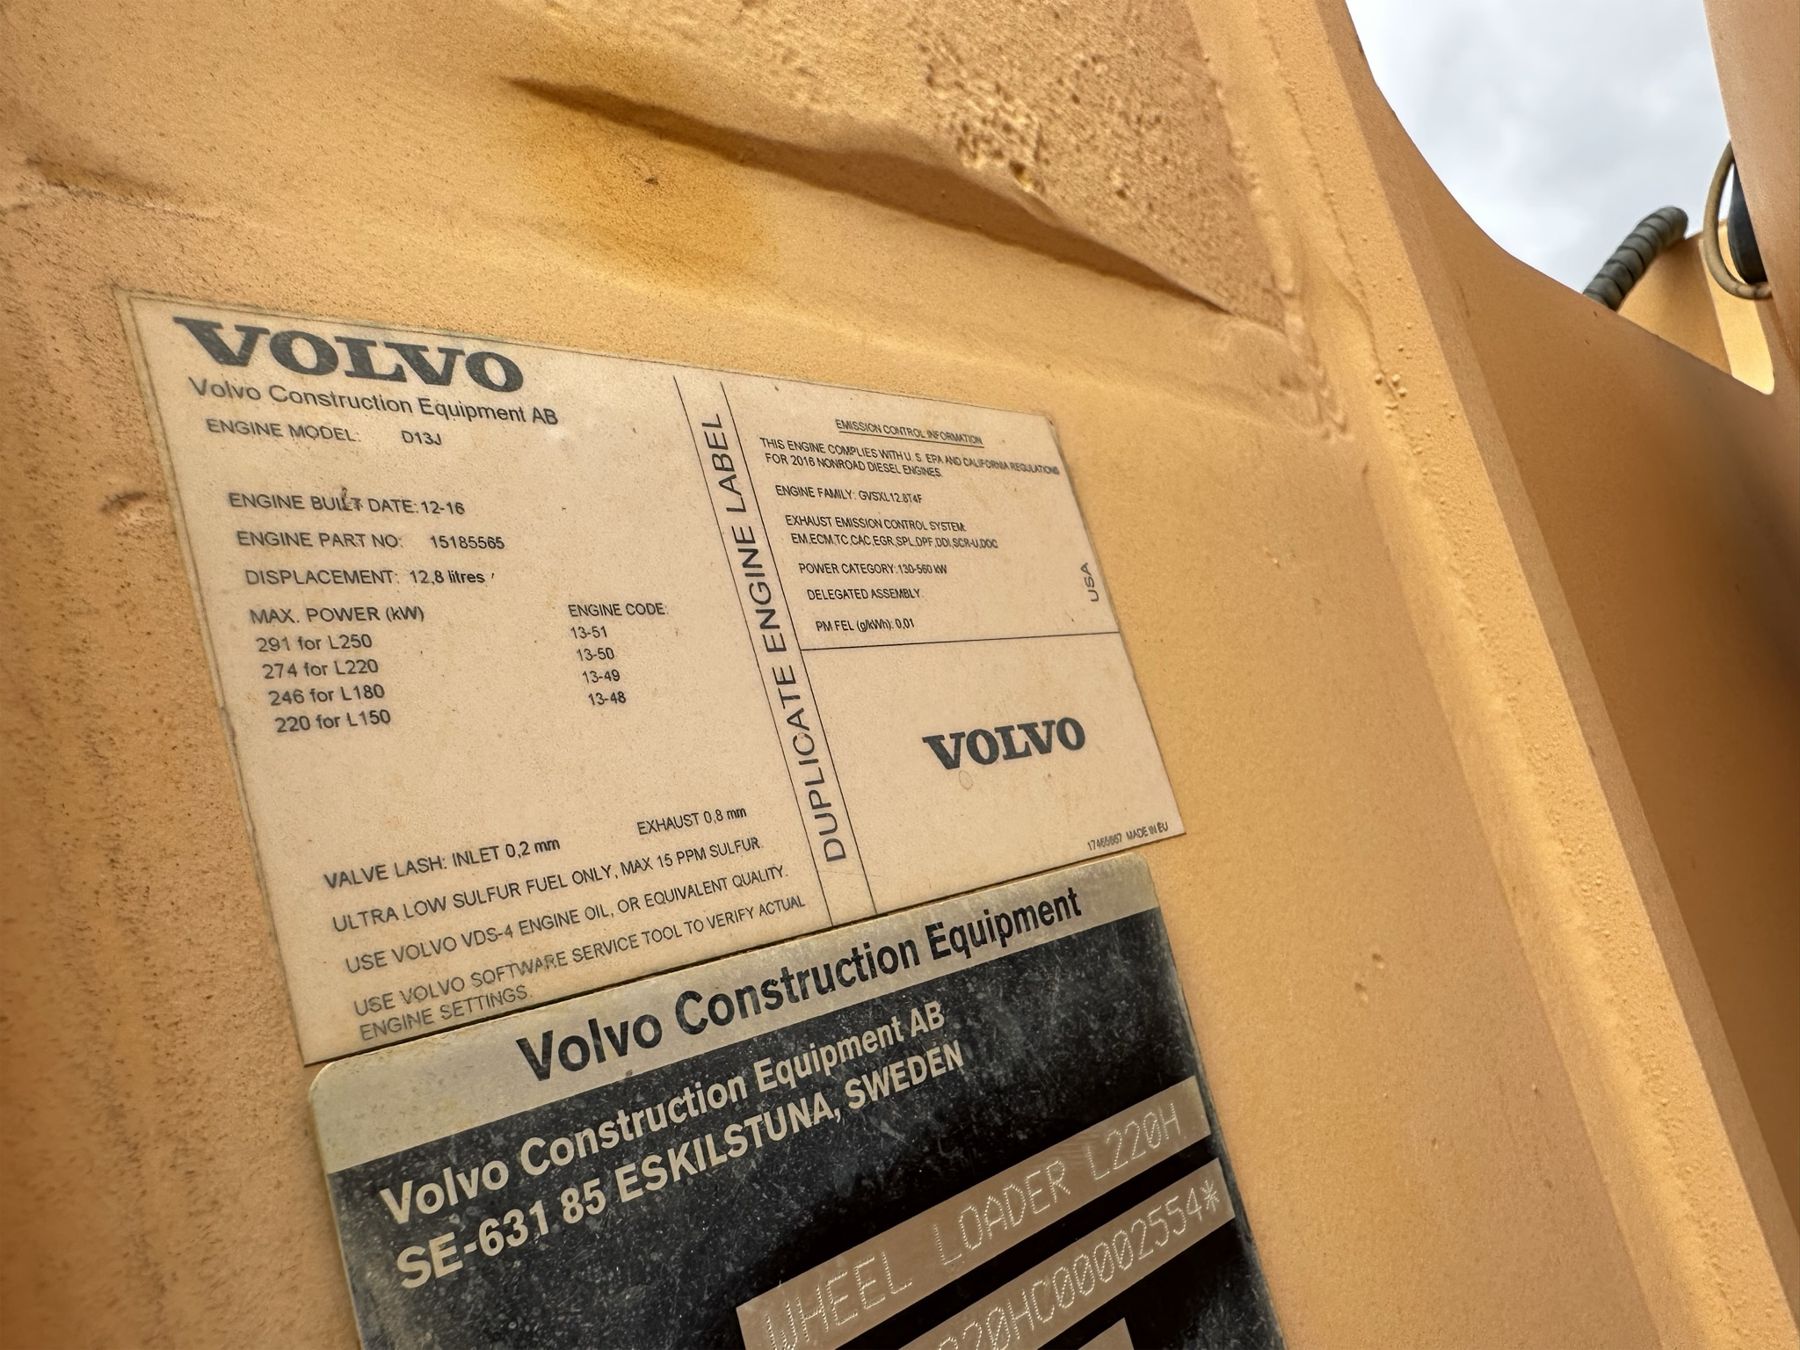 VOLVO
Volvo Construction Equipment AB
ENGINE MODEL: D13J
ENGINE BUILT DATE: 12-16
ENGINE PART NO: 15185565
DISPLACEMENT: 12,8 litres
MAX. POWER (kW) ENGINE CODE:
291 for L250 13-51
274 for L220 13-50
246 for L180 13-49
220 for L150 13-48
VALVE LASH: INLET 0,2 mm EXHAUST 0,8 mm
ULTRA LOW SULFUR FUEL ONLY, MAX 15 PPM SULFUR.
USE VOLVO VDS-4 ENGINE OIL, OR EQUIVALENT QUALITY.
USE VOLVO SOFTWARE SERVICE TOOL TO VERIFY ACTUAL
ENGINE SETTINGS.
DUPLICATE ENGINE LABEL
EMISSION CONTROL INFORMATION
THIS ENGINE COMPLIES WITH U. S. EPA AND CALIFORNIA REGULATIONS
FOR 2016 NONROAD DIESEL ENGINES.
ENGINE FAMILY: GVSXL12.8T4F
EXHAUST EMISSION CONTROL SYSTEM:
EM,ECM,TC,CAC,EGR,SPL,DPF,DDI,SCR-U,DOC
POWER CATEGORY:130-560 kW
DELEGATED ASSEMBLY
PM FEL (g/kWh): 0,01
USA
VOLVO
MADE IN EU
Volvo Construction Equipment
Volvo Construction Equipment AB
SE-631 85 ESKILSTUNA, SWEDEN
WHEEL LOADER L220H
20HC00002554*